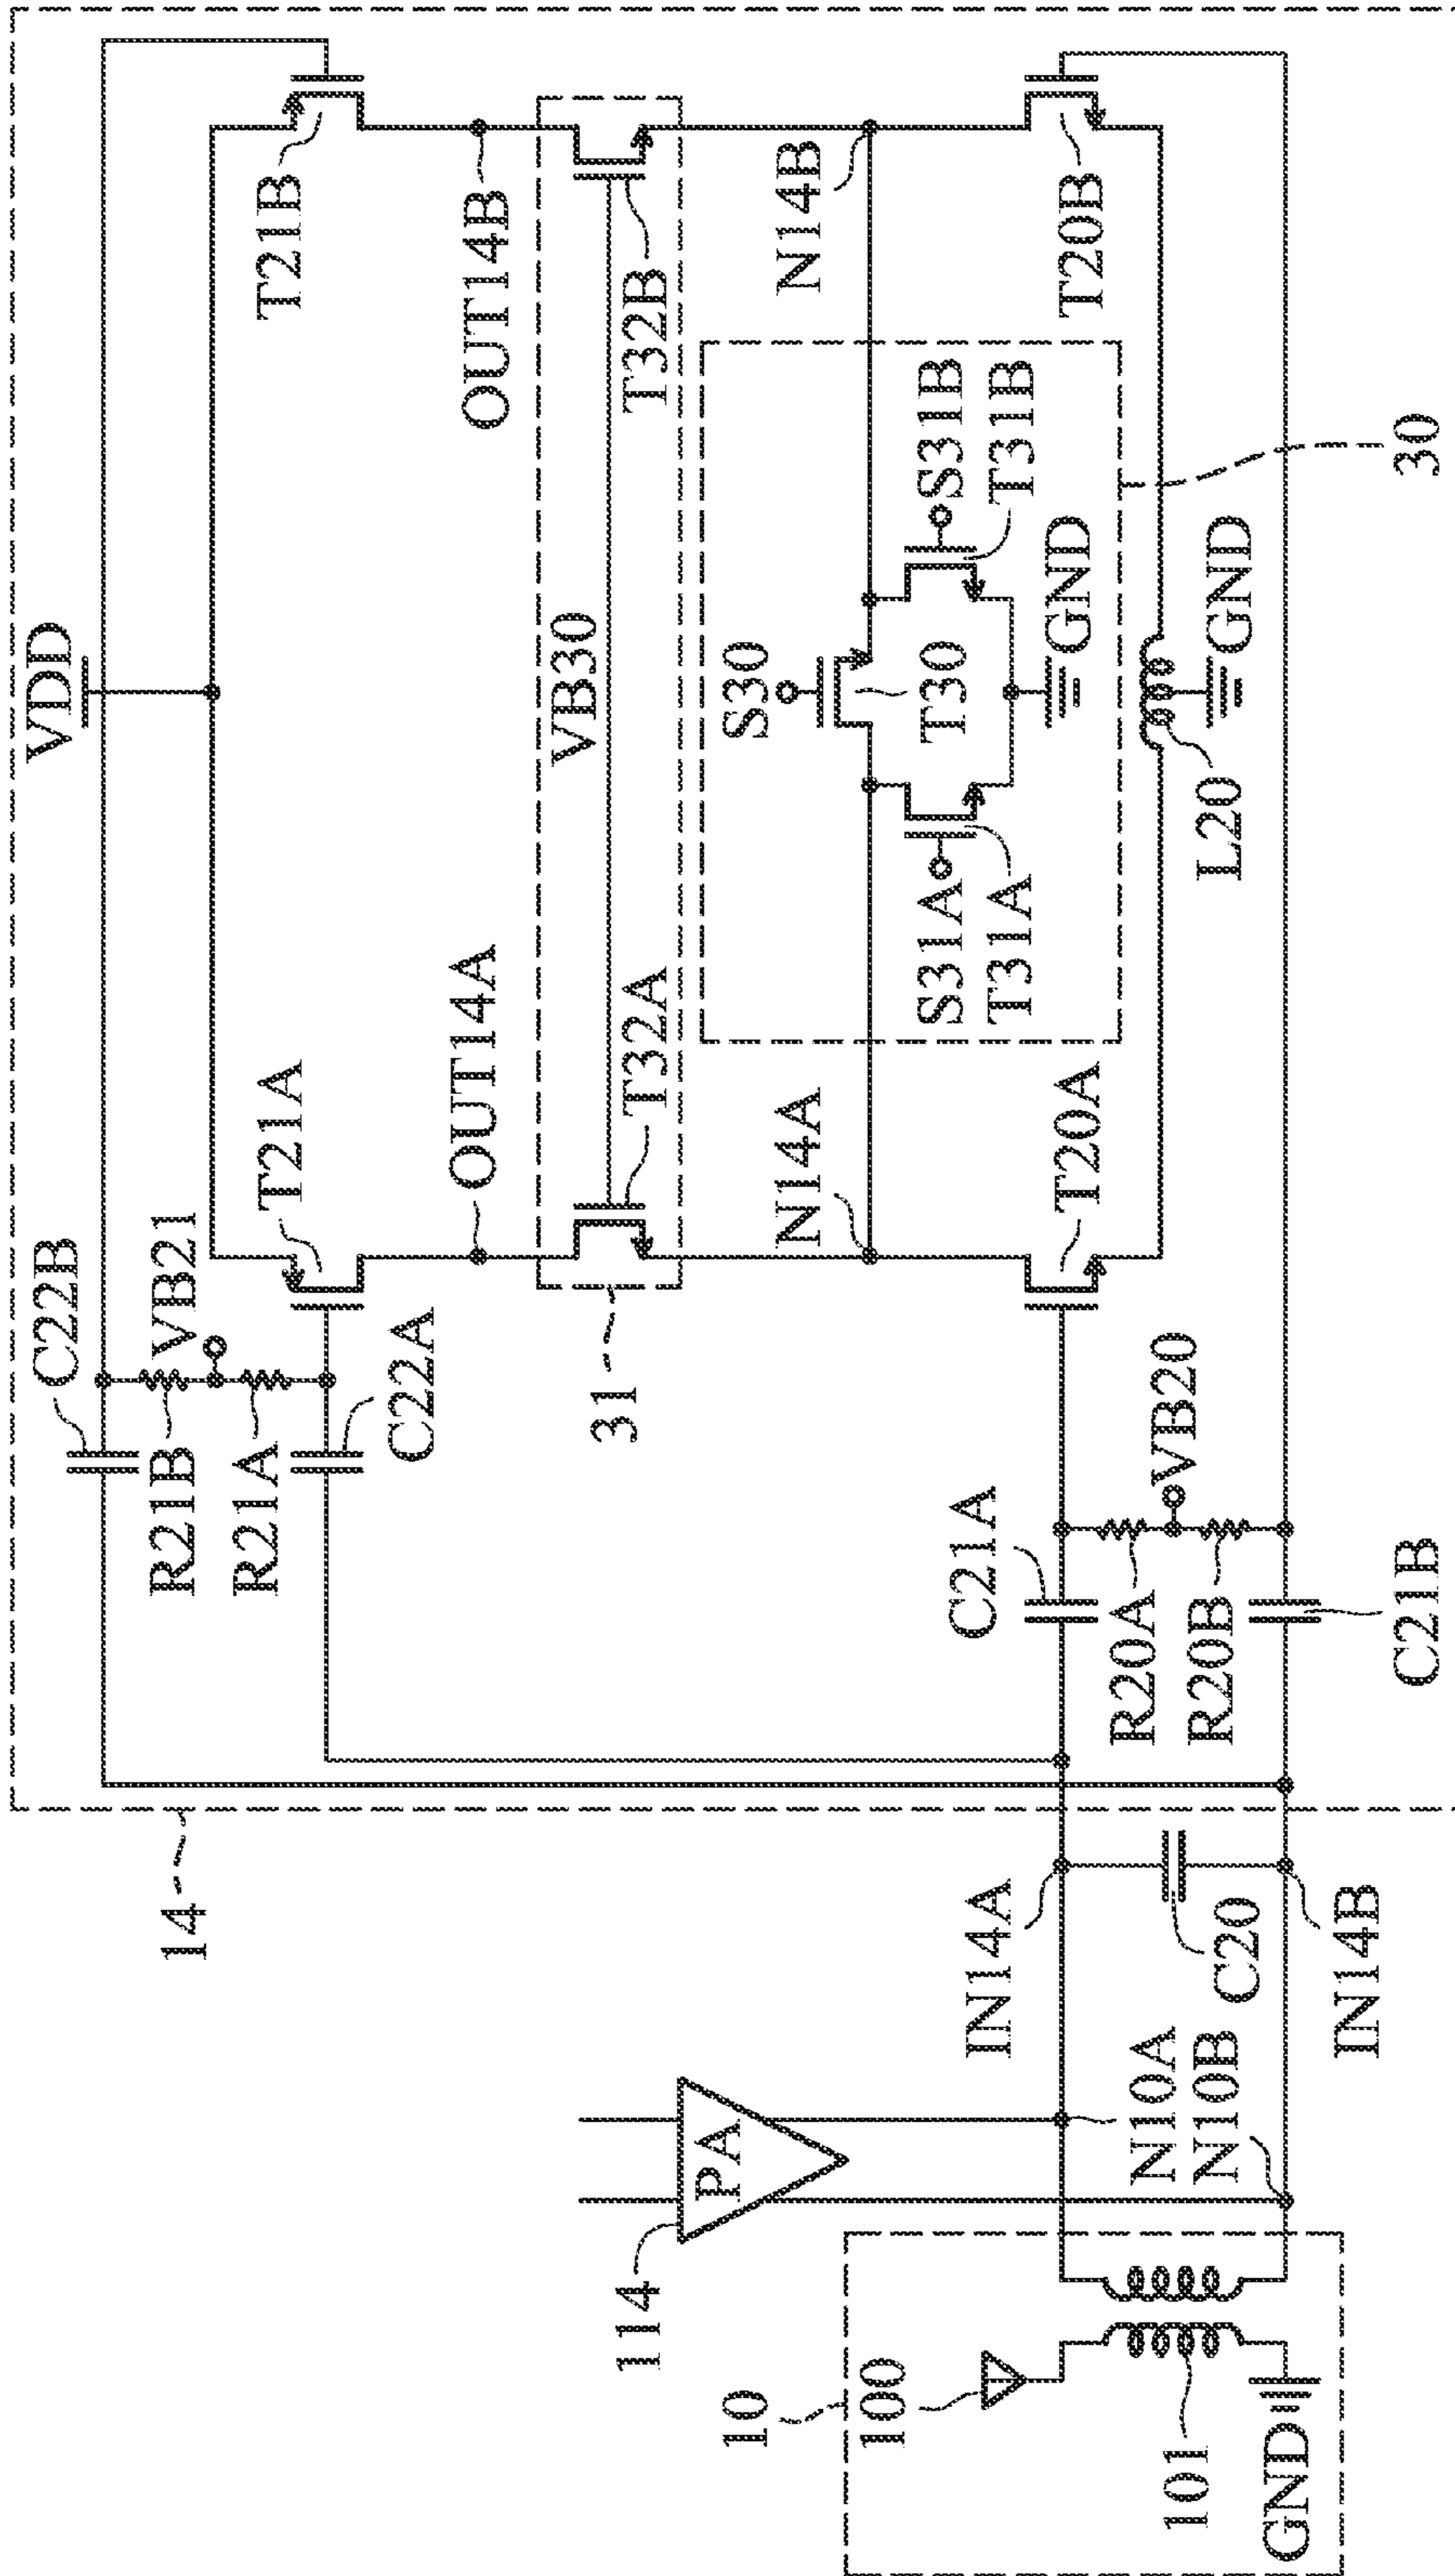 14
VDD
C22B
VB21
T21A
T21B
R21B
R21A
C22A
OUT14A
OUT14B
VB30
31
T32A
T32B
114
PA
S30
N14A
N14B
10
100
S31A
S31B
T30
T31A
T31B
IN14A
C21A
T20A
GND
T20B
N10A
R20A
VB20
N10B
C20
R20B
L20
GND
101
GND
IN14B
C21B
30